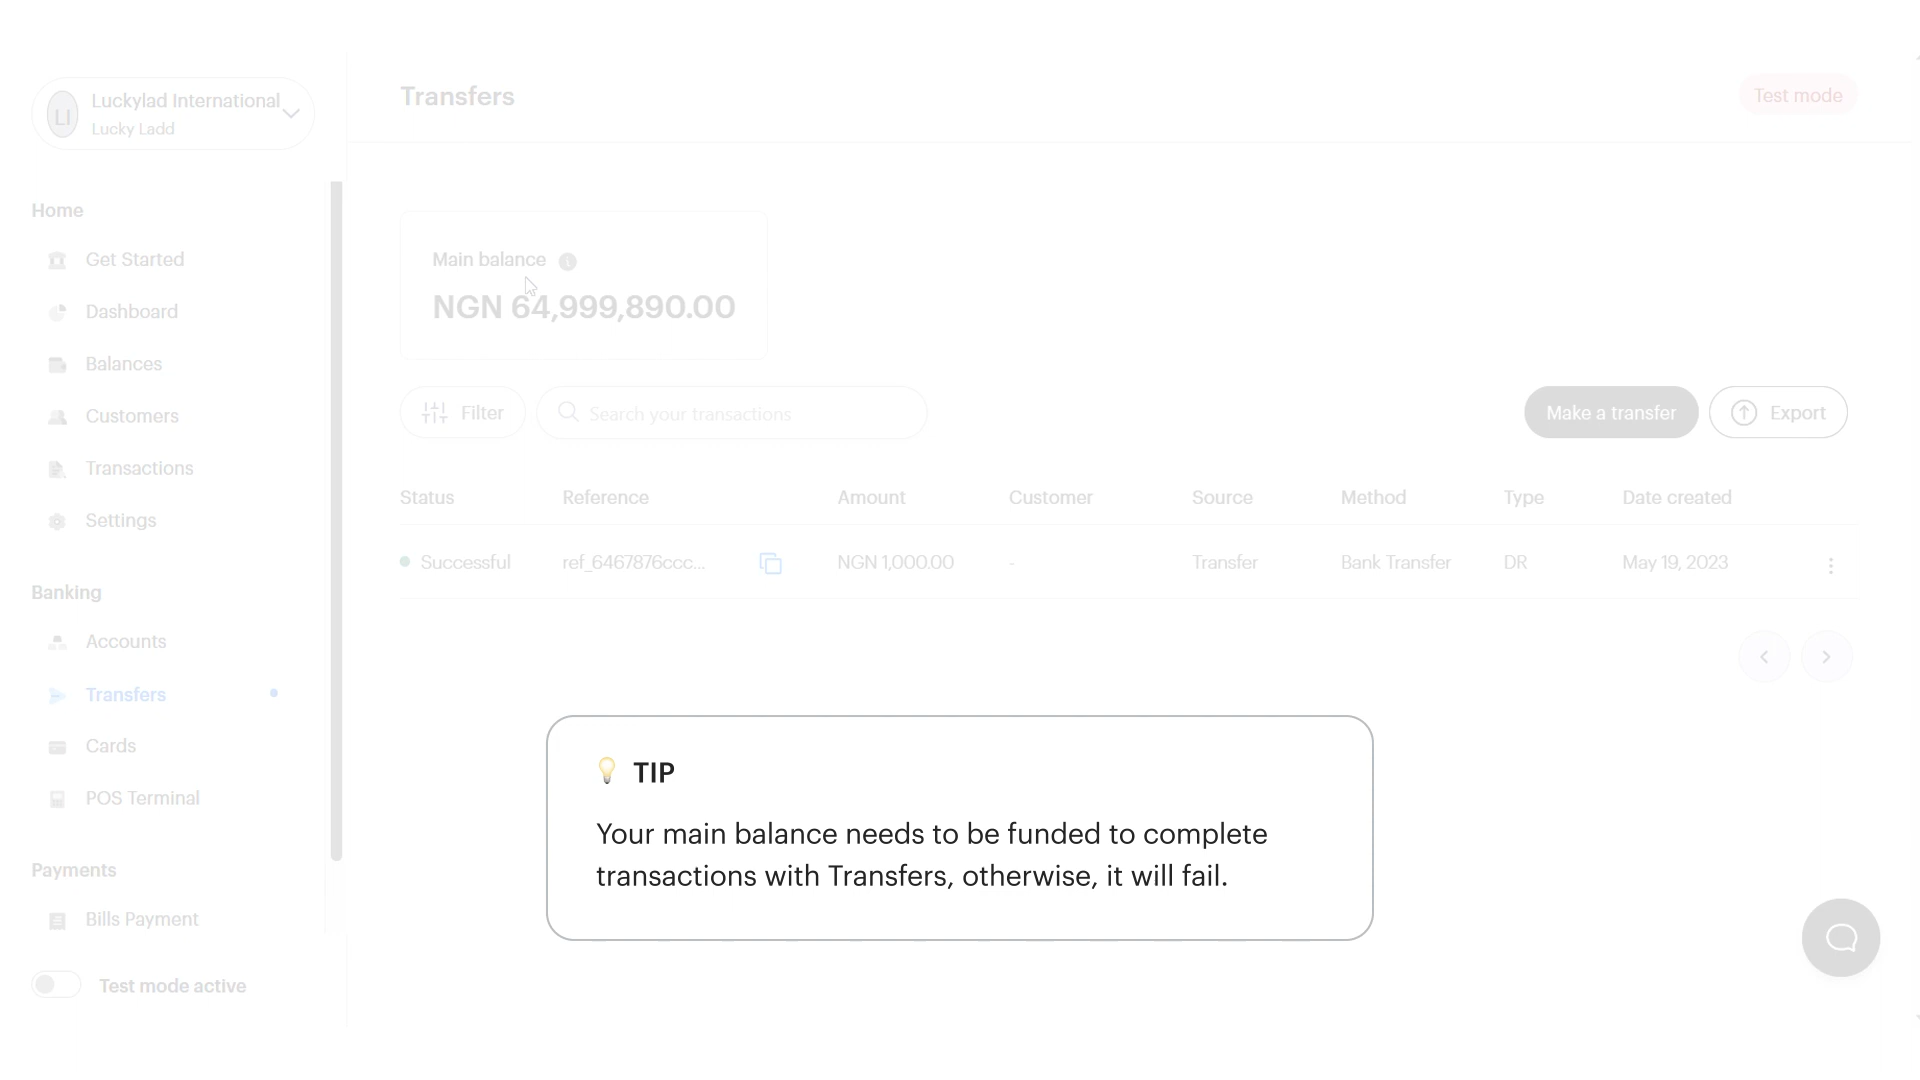 LI
Luckylad International
Lucky Ladd
Transfers
Test mode
Home
Get Started
Dashboard
Balances
Customers
Transactions
Settings
Banking
Accounts
Transfers
Cards
POS Terminal
Payments
Bills Payment
Test mode active
Main balance
NGN 64,999,890.00
Filter
Search your transactions
Make a transfer
Export
Status Reference Amount Customer Source Method Type Date created
Successful ref_6467876ccc... NGN 1,000.00 - Transfer Bank Transfer DR May 19, 2023
TIP
Your main balance needs to be funded to complete
transactions with Transfers, otherwise, it will fail.